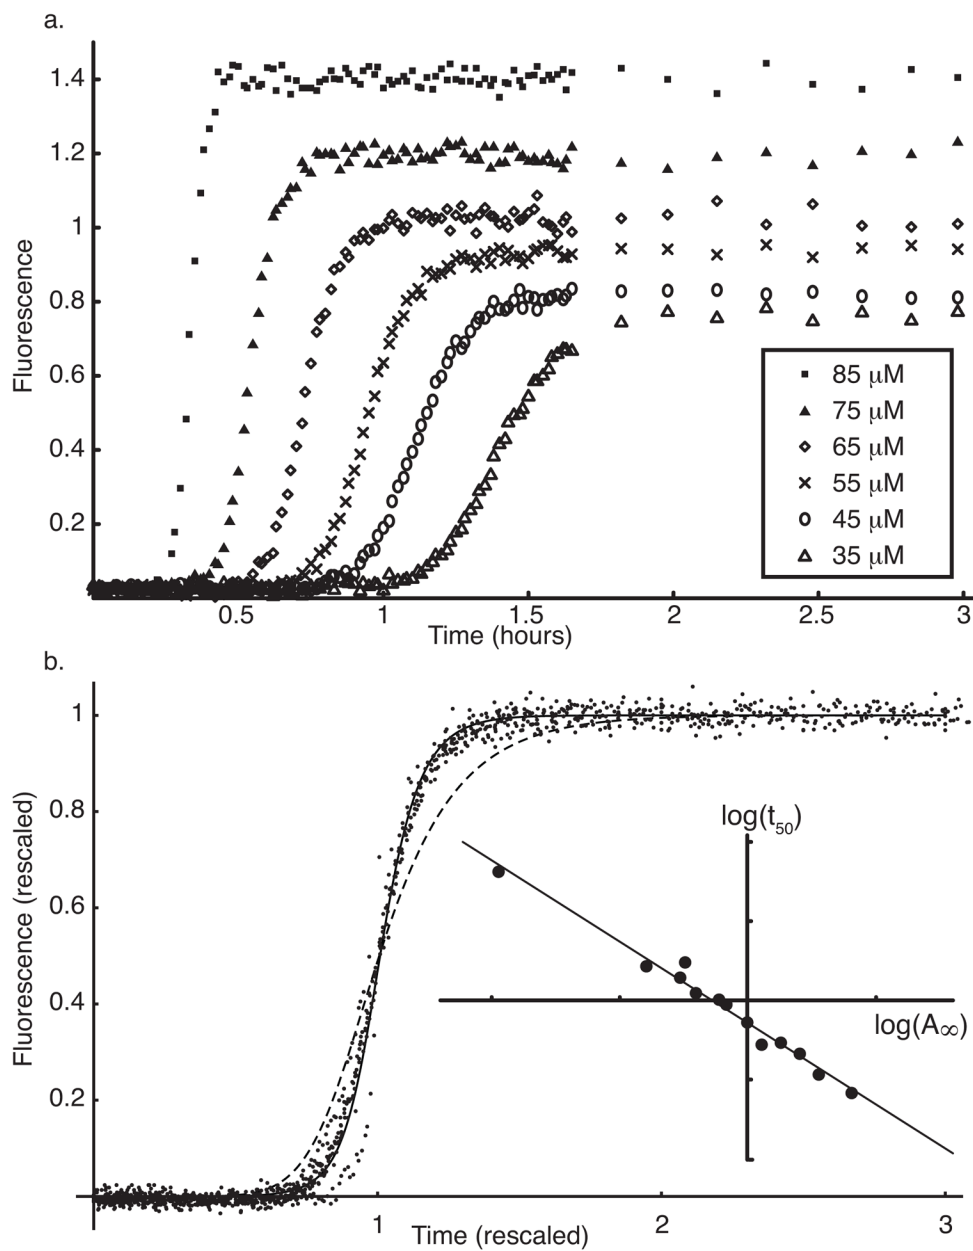 a.
1.4
1.2
1
0.8
0.6
0.4
0.2
Fluorescence
85 μM
75 μM
65 μM
55 μM
45 μM
35 μM
0.5 1 1.5 2 2.5 3
Time (hours)
b.
1
0.8
0.6
0.4
0.2
Fluorescence (rescaled)
log(t50)
log(A∞)
1 2 3
Time (rescaled)